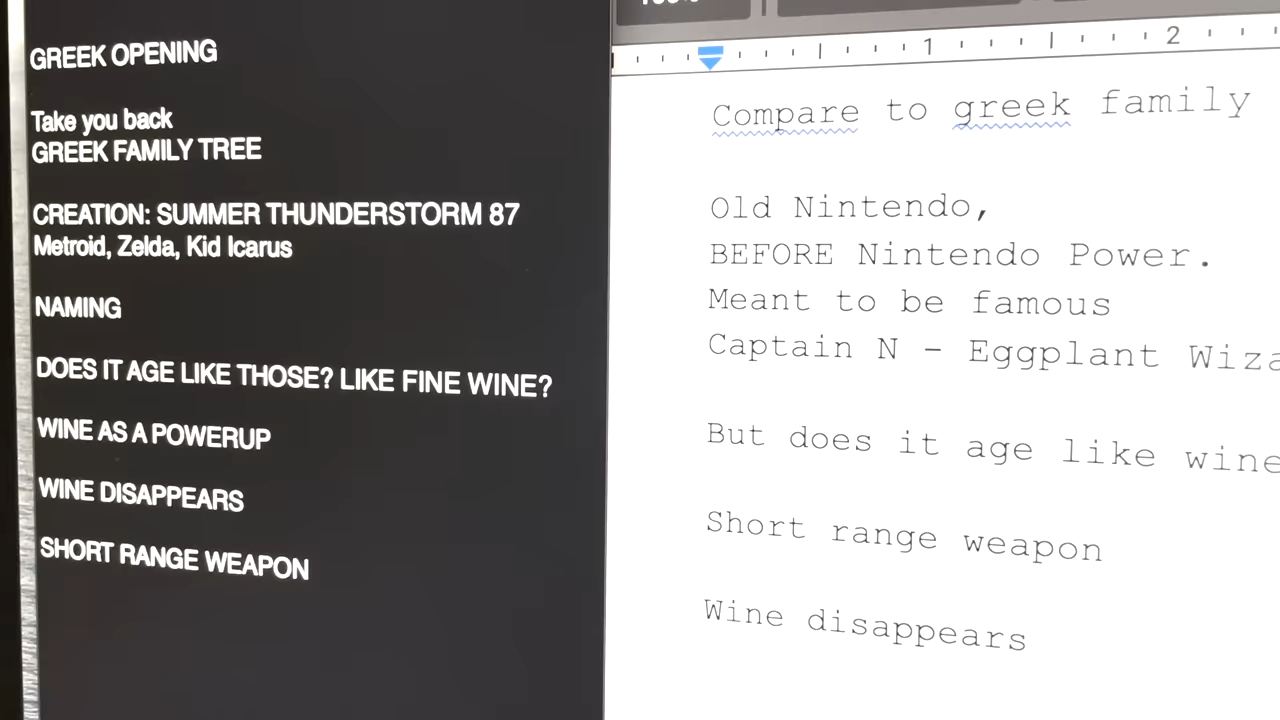 GREEK OPENING
Take you back
GREEK FAMILY TREE
CREATION: SUMMER THUNDERSTORM 87
Metroid, Zelda, Kid Icarus
NAMING
DOES IT AGE LIKE THOSE? LIKE FINE WINE?
WINE AS A POWERUP
WINE DISAPPEARS
SHORT RANGE WEAPON
1 2
Compare to greek family
Old Nintendo,
BEFORE Nintendo Power.
Meant to be famous
Captain N - Eggplant
But does it age like wine
Short range weapon
Wine disappears